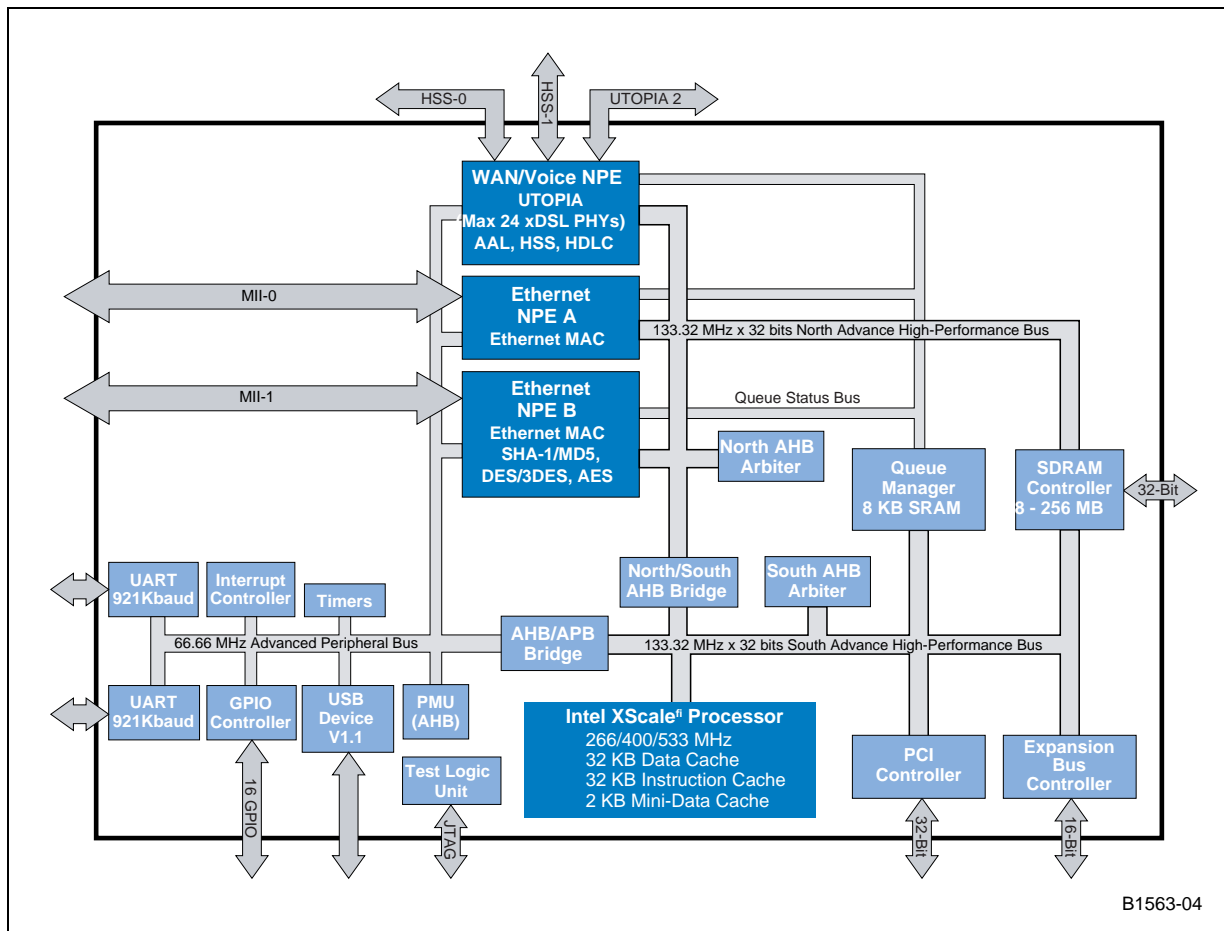 HSS-0
HSS-1
UTOPIA 2
WAN/Voice NPE
UTOPIA
(Max 24 xDSL PHYs)
AAL, HSS, HDLC
MII-0
Ethernet
NPE A
Ethernet MAC
133.32 MHz x 32 bits North Advance High-Performance Bus
MII-1
Ethernet
NPE B
Ethernet MAC
SHA-1/MD5,
DES/3DES, AES
Queue Status Bus
North AHB
Arbiter
Queue
Manager
8 KB SRAM
SDRAM
Controller
8 - 256 MB
32-Bit
UART
921Kbaud
Interrupt
Controller
Timers
North/South
AHB Bridge
South AHB
Arbiter
66.66 MHz Advanced Peripheral Bus
AHB/APB
Bridge
133.32 MHz x 32 bits South Advance High-Performance Bus
UART
921Kbaud
GPIO
Controller
USB
Device
V1.1
PMU
(AHB)
Intel XScalefi Processor
266/400/533 MHz
32 KB Data Cache
32 KB Instruction Cache
2 KB Mini-Data Cache
PCI
Controller
Expansion
Bus
Controller
Test Logic
Unit
16 GPIO
JTAG
32-Bit
16-Bit
B1563-04